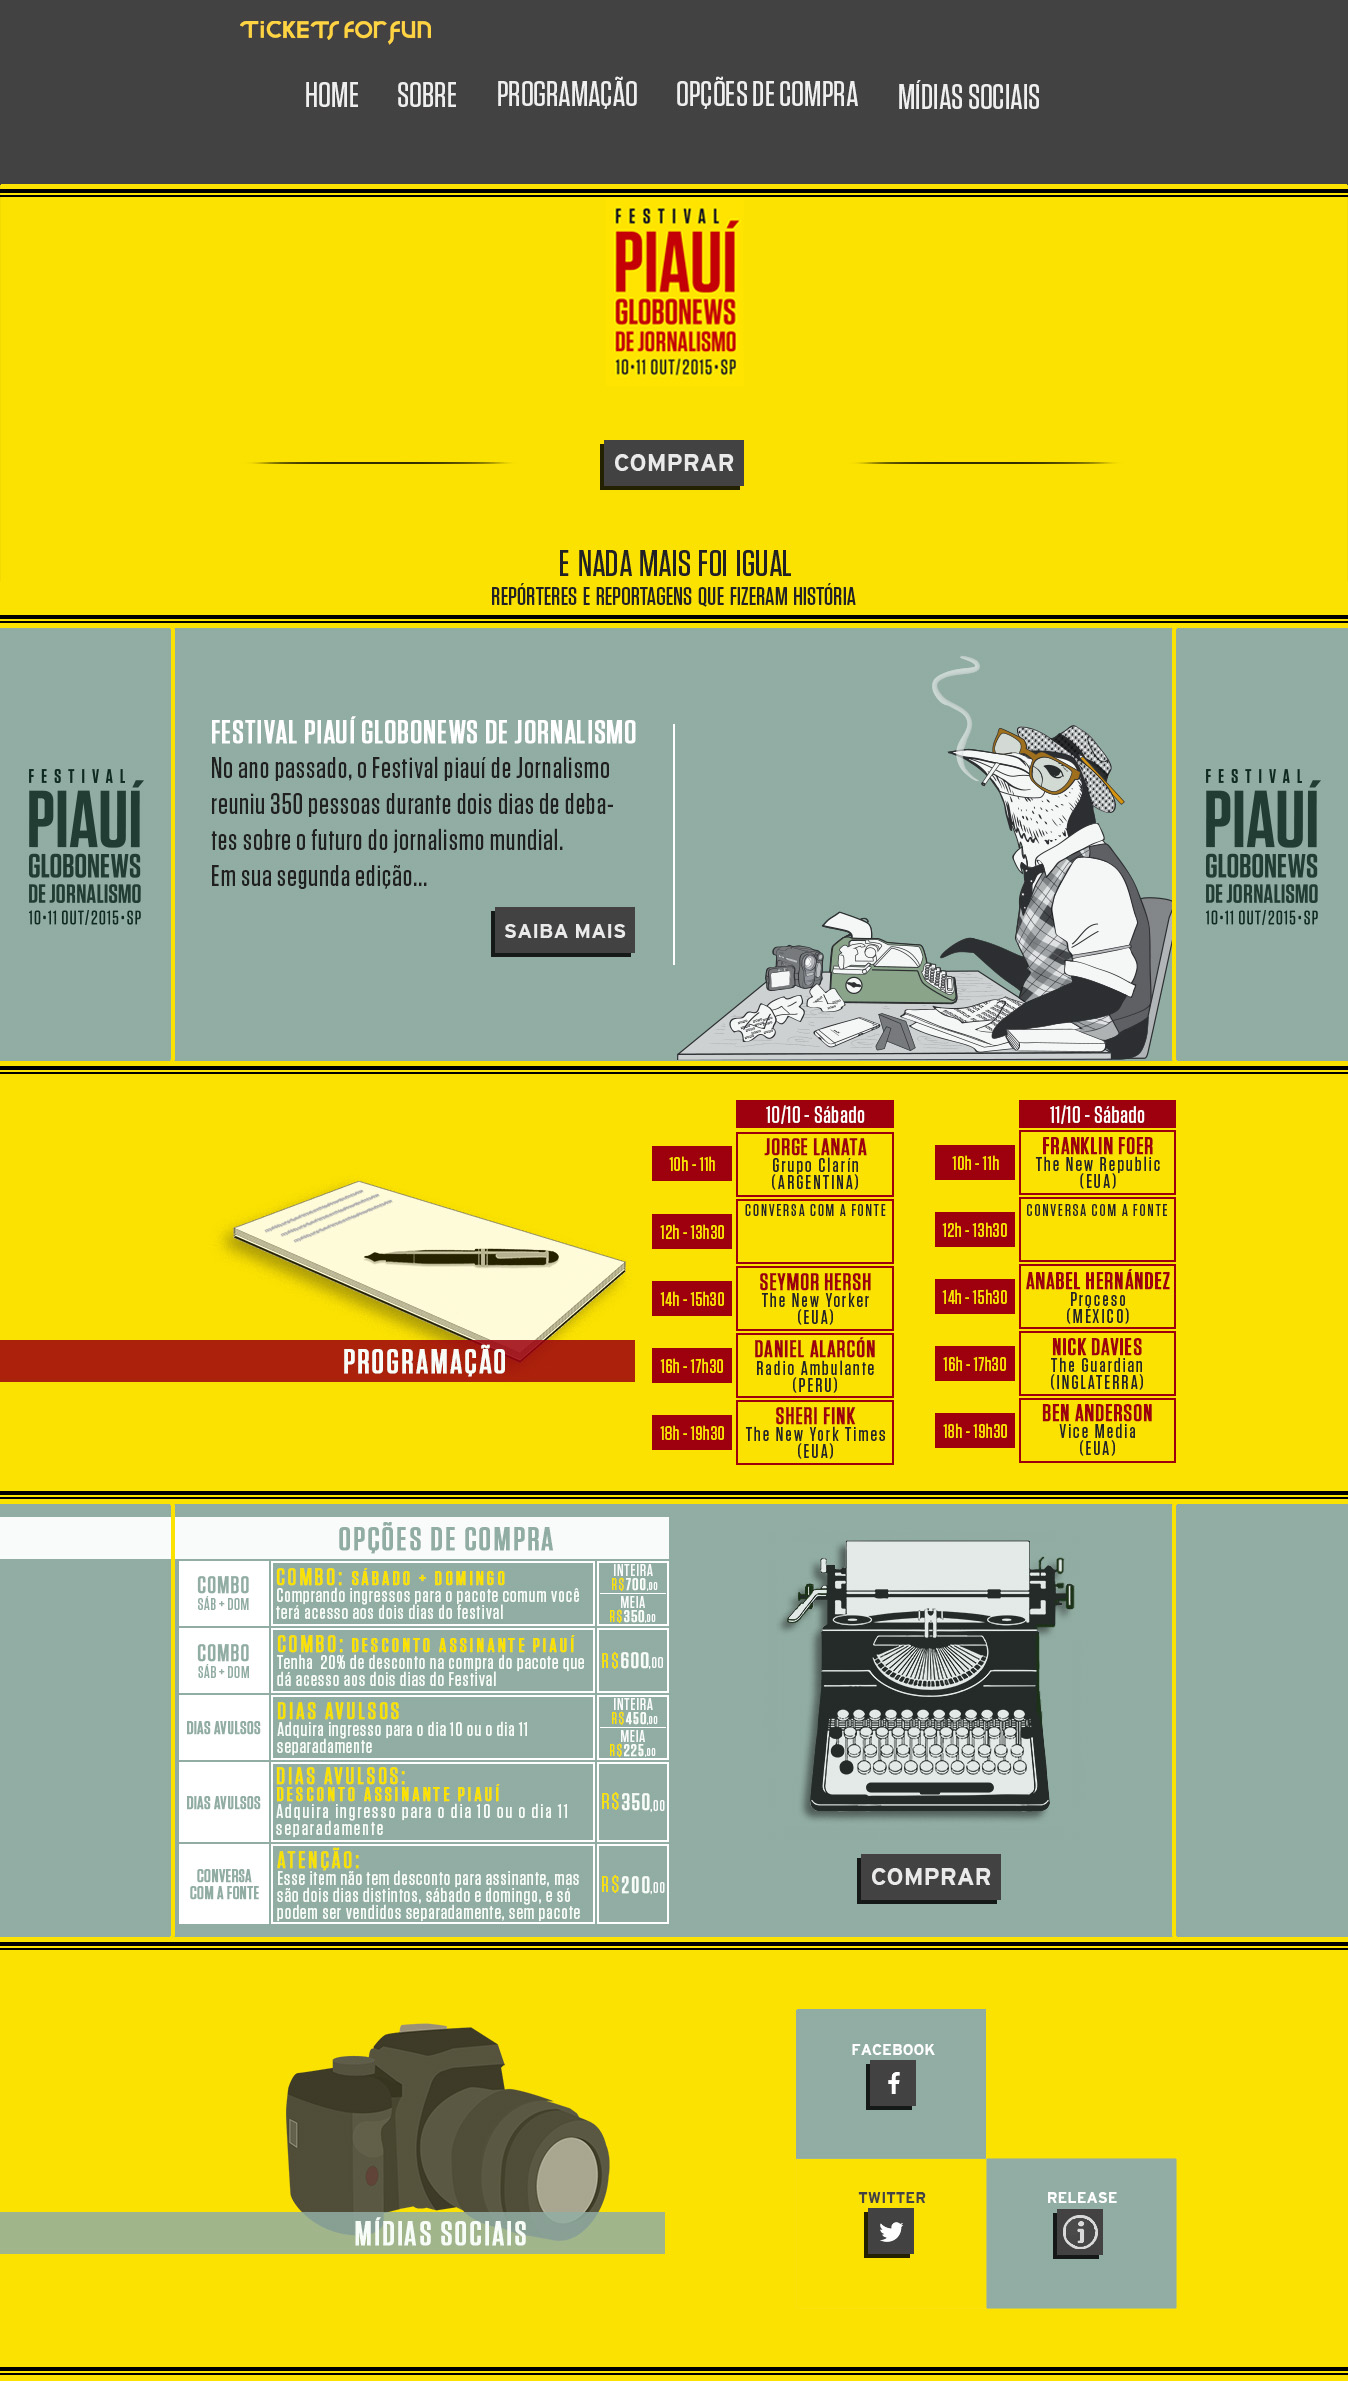 TiCKETS FOR FUN
HOME SOBRE PROGRAMAÇÃO OPÇÕES DE COMPRA MÍDIAS SOCIAIS
FESTIVAL
PIAUÍ
GLOBONEWS
DE JORNALISMO
10•11 OUT/2015•SP
COMPRAR
E NADA MAIS FOI IGUAL
REPÓRTERES E REPORTAGENS QUE FIZERAM HISTÓRIA
FESTIVAL
PIAUÍ
GLOBONEWS
DE JORNALISMO
10•11 OUT/2015•SP
FESTIVAL PIAUÍ GLOBONEWS DE JORNALISMO
No ano passado, o Festival piauí de Jornalismo
reuniu 350 pessoas durante dois dias de deba-
tes sobre o futuro do jornalismo mundial.
Em sua segunda edição...
SAIBA MAIS
FESTIVAL
PIAUÍ
GLOBONEWS
DE JORNALISMO
10•11 OUT/2015•SP
PROGRAMAÇÃO
10/10 - Sábado
10h - 11h
JORGE LANATA
Grupo Clarín
(ARGENTINA)
12h - 13h30
CONVERSA COM A FONTE
14h - 15h30
SEYMOR HERSH
The New Yorker
(EUA)
16h - 17h30
DANIEL ALARCÓN
Radio Ambulante
(PERU)
18h - 19h30
SHERI FINK
The New York Times
(EUA)
11/10 - Sábado
10h - 11h
FRANKLIN FOER
The New Republic
(EUA)
12h - 13h30
CONVERSA COM A FONTE
14h - 15h30
ANABEL HERNÁNDEZ
Proceso
(MÉXICO)
16h - 17h30
NICK DAVIES
The Guardian
(INGLATERRA)
18h - 19h30
BEN ANDERSON
Vice Media
(EUA)
OPÇÕES DE COMPRA
COMBO
SÁB + DOM
COMBO: SÁBADO + DOMINGO
Comprando ingressos para o pacote comum você
terá acesso aos dois dias do festival
INTEIRA
R$700,00
MEIA
R$350,00
COMBO
SÁB + DOM
COMBO: DESCONTO ASSINANTE PIAUÍ
Tenha 20% de desconto na compra do pacote que
dá acesso aos dois dias do Festival
R$600,00
DIAS AVULSOS
DIAS AVULSOS
Adquira ingresso para o dia 10 ou o dia 11
separadamente
INTEIRA
R$450,00
MEIA
R$225,00
DIAS AVULSOS
DIAS AVULSOS:
DESCONTO ASSINANTE PIAUÍ
Adquira ingresso para o dia 10 ou o dia 11
separadamente
R$350,00
CONVERSA
COM A FONTE
ATENÇÃO:
Esse item não tem desconto para assinante, mas
são dois dias distintos, sábado e domingo, e só
podem ser vendidos separadamente, sem pacote
R$200,00
COMPRAR
MÍDIAS SOCIAIS
FACEBOOK
TWITTER
RELEASE